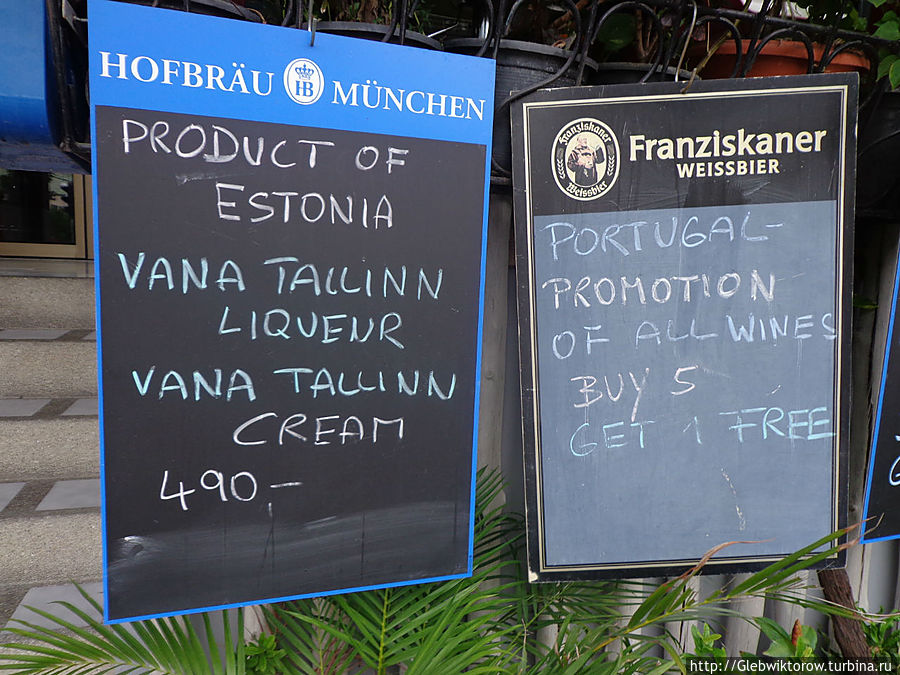 HOFBRÄU HB MÜNCHEN
PRODUCT OF
ESTONIA
VANA TALLINN
LIQUEUR
VANA TALLINN
CREAM
490,-
Franziskaner
Weissbier
Franziskaner
WEISSBIER
PORTUGAL-
PROMOTION
OF ALL WINES
BUY 5
GET 1 FREE
http://Glebwiktorow.turbina.ru